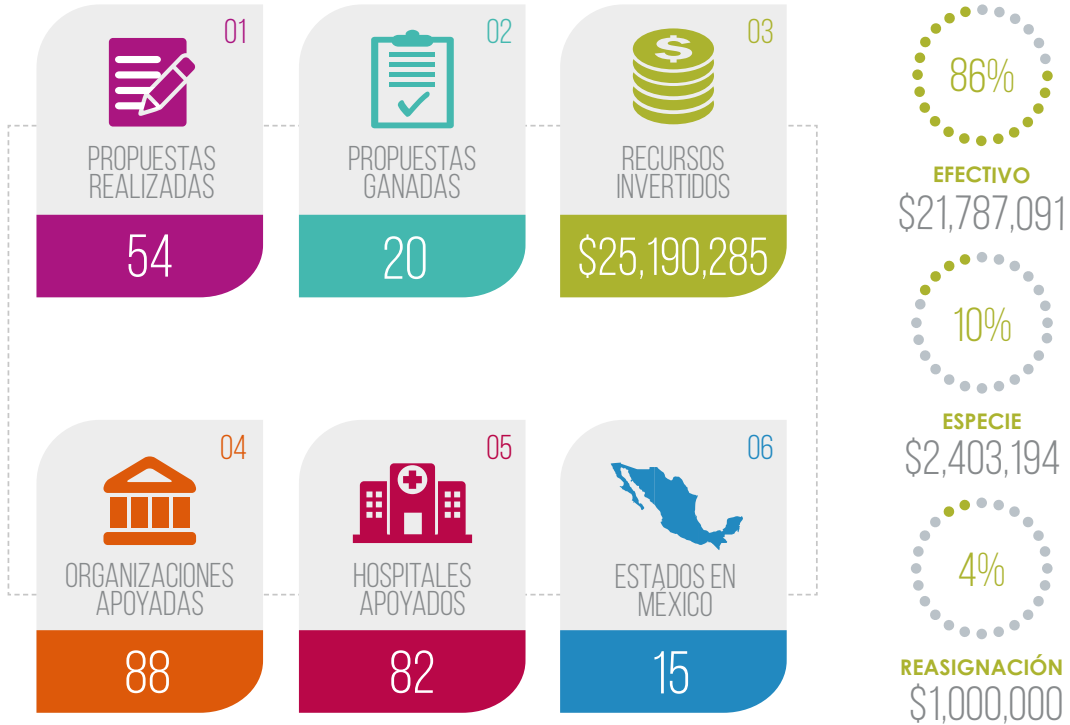 01
PROPUESTAS
REALIZADAS
54
02
PROPUESTAS
GANADAS
20
03
$
RECURSOS
INVERTIDOS
$25,190,285
04
ORGANIZACIONES
APOYADAS
88
05
HOSPITALES
APOYADOS
82
06
ESTADOS EN
MÉXICO
15
86%
EFECTIVO
$21,787,091
10%
ESPECIE
$2,403,194
4%
REASIGNACIÓN
$1,000,000